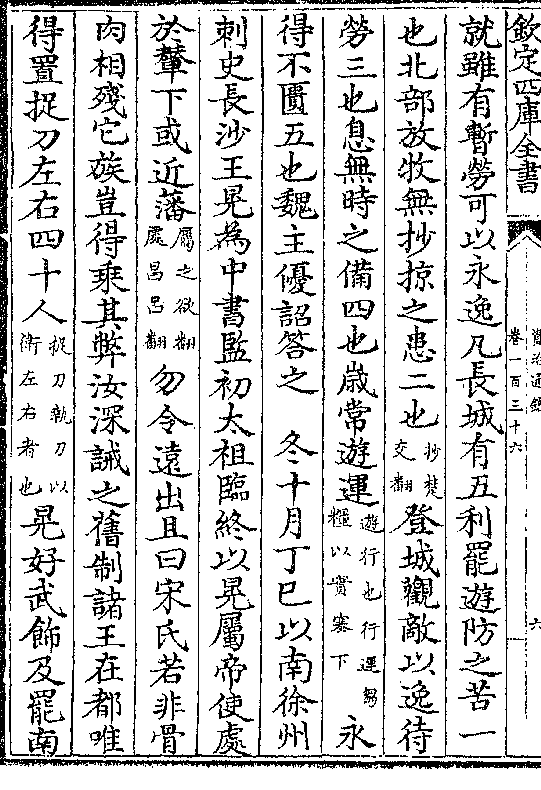 欽定四庫全書
資治通鑑
卷一百三十六
六
就雖有暫勞可以永逸凡長城有五利罷遊防之苦一
也北部放牧無抄掠之患二也抄楚交翻登城觀敵以逸待
勞三也息無時之備四也歲常遊運遊行也行運芻糧以實塞下永
得不匱五也魏主優詔答之　冬十月丁巳以南徐州
刺史長沙王晃為中書監初太祖臨終以晃屬帝使處
於輦下或近藩屬之欲翻處昌呂翻勿令遠出且曰宋氏若非骨
肉相殘它族豈得乘其弊汝深誡之舊制諸王在都唯
得置捉刀左右四十人捉刀執刀以衛左右者也晃好武飾及罷南